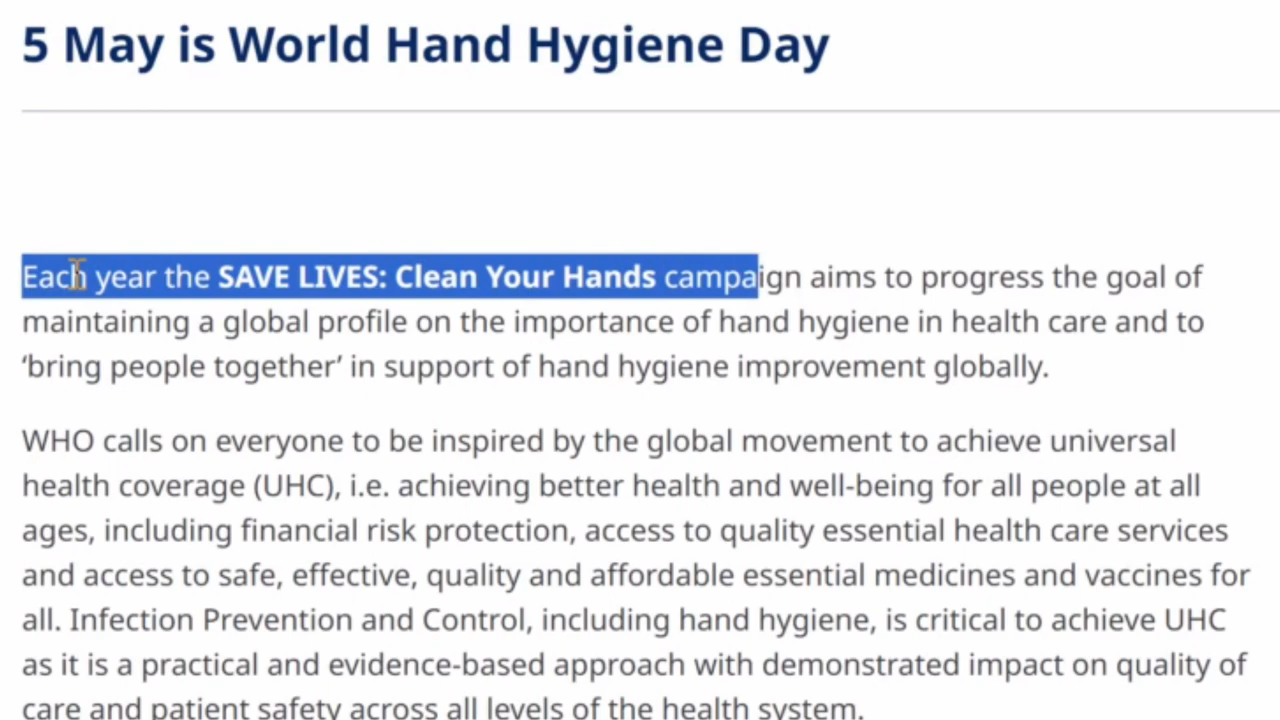 5 May is World Hand Hygiene Day
Each year the SAVE LIVES: Clean Your Hands campaign aims to progress the goal of
maintaining a global profile on the importance of hand hygiene in health care and to
‘bring people together’ in support of hand hygiene improvement globally.
WHO calls on everyone to be inspired by the global movement to achieve universal
health coverage (UHC), i.e. achieving better health and well-being for all people at all
ages, including financial risk protection, access to quality essential health care services
and access to safe, effective, quality and affordable essential medicines and vaccines for
all. Infection Prevention and Control, including hand hygiene, is critical to achieve UHC
as it is a practical and evidence-based approach with demonstrated impact on quality of
care and patient safety across all levels of the health system.